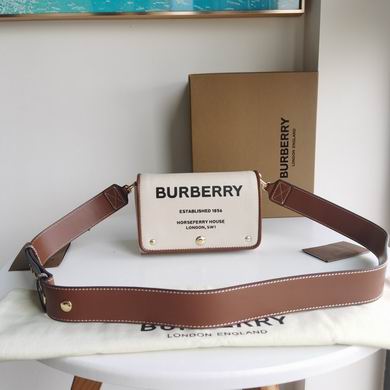 BURBERRY
LONDON ENGLAND
BURBERRY
ESTABLISHED 1856
HORSEFERRY HOUSE
LONDON, SW1
BURBERRY
LONDON ENGLAND